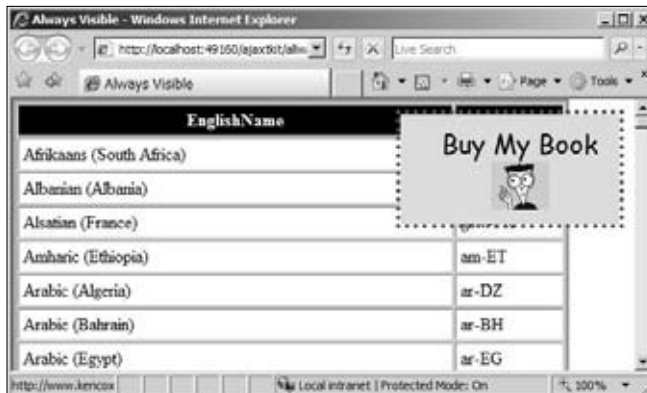 Always Visible - Windows Internet Explorer
http://localhost:49160/ajaxtkit/allw
Live Search
Always Visible
Page
Tools
EnglishName
Buy My Book
Afrikaans (South Africa)
Albanian (Albania)
Alsatian (France)
Amharic (Ethiopia) am-ET
Arabic (Algeria) ar-DZ
Arabic (Bahrain) ar-BH
Arabic (Egypt) ar-EG
http://www.kencox
Local intranet | Protected Mode: On
100%